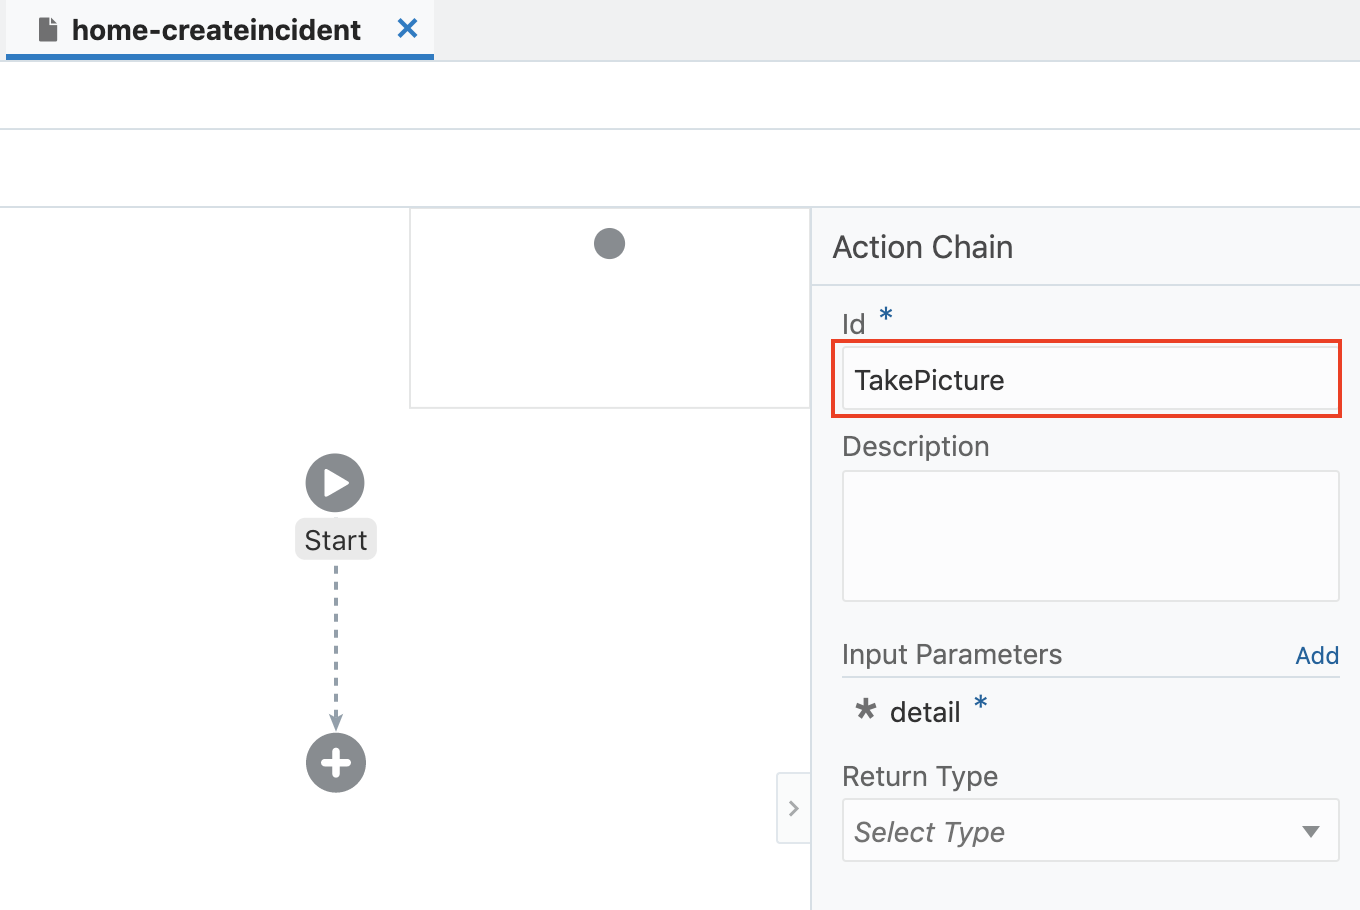 home-createincident
Action Chain
Id *
TakePicture
Description
Start
Input Parameters Add
* detail *
Return Type
Select Type